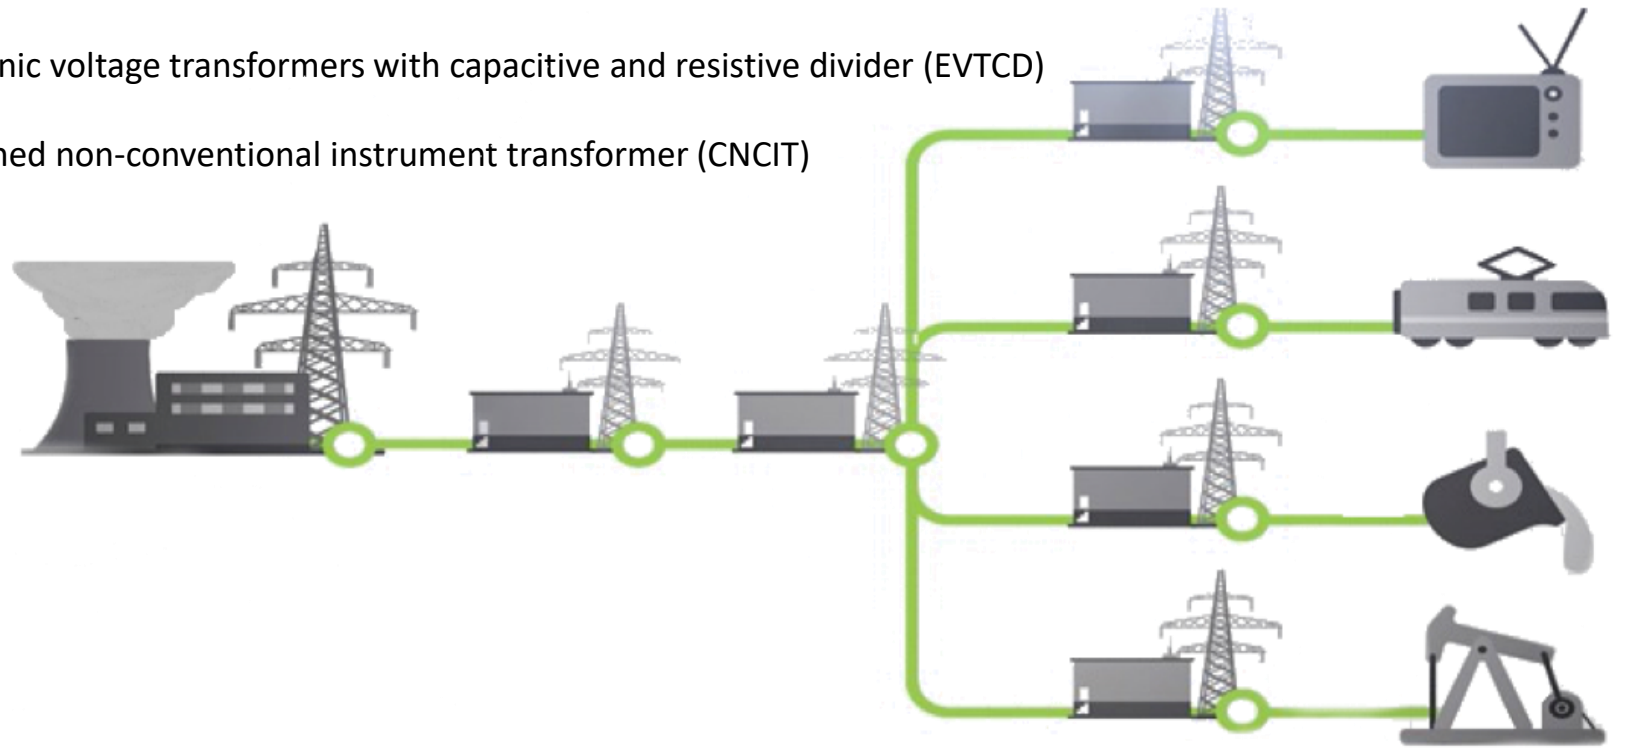 nic voltage transformers with capacitive and resistive divider (EVTCD)
ned non-conventional instrument transformer (CNCIT)